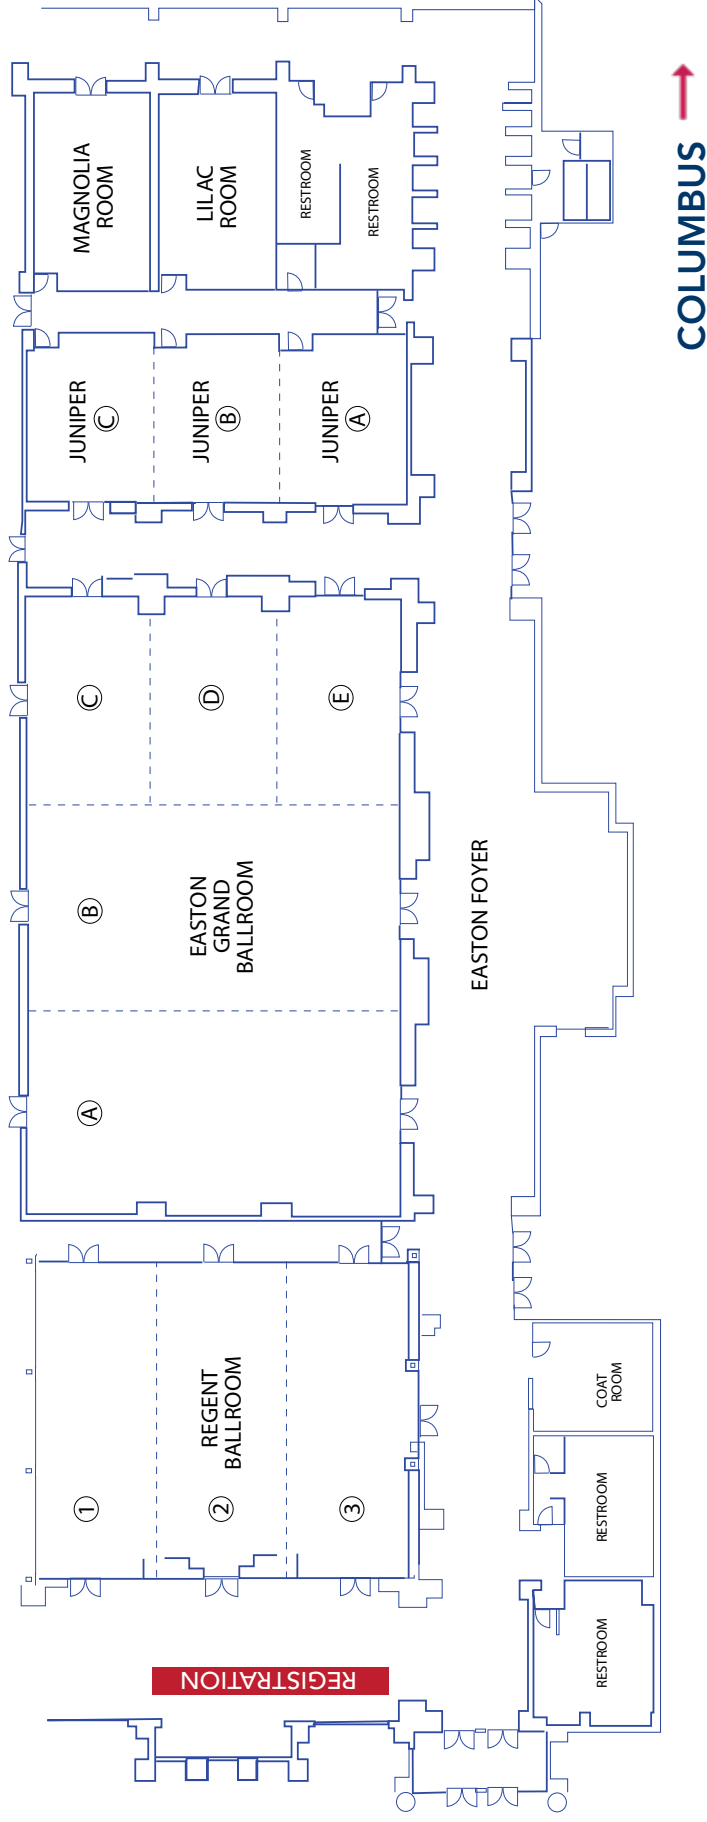 MAGNOLIA
ROOM
LILAC
ROOM
RESTROOM
RESTROOM
COLUMBUS
JUNIPER
C
JUNIPER
B
JUNIPER
A
C
D
E
B
EASTON
GRAND
BALLROOM
EASTON FOYER
A
REGENT
BALLROOM
1
2
3
COAT
ROOM
RESTROOM
RESTROOM
REGISTRATION